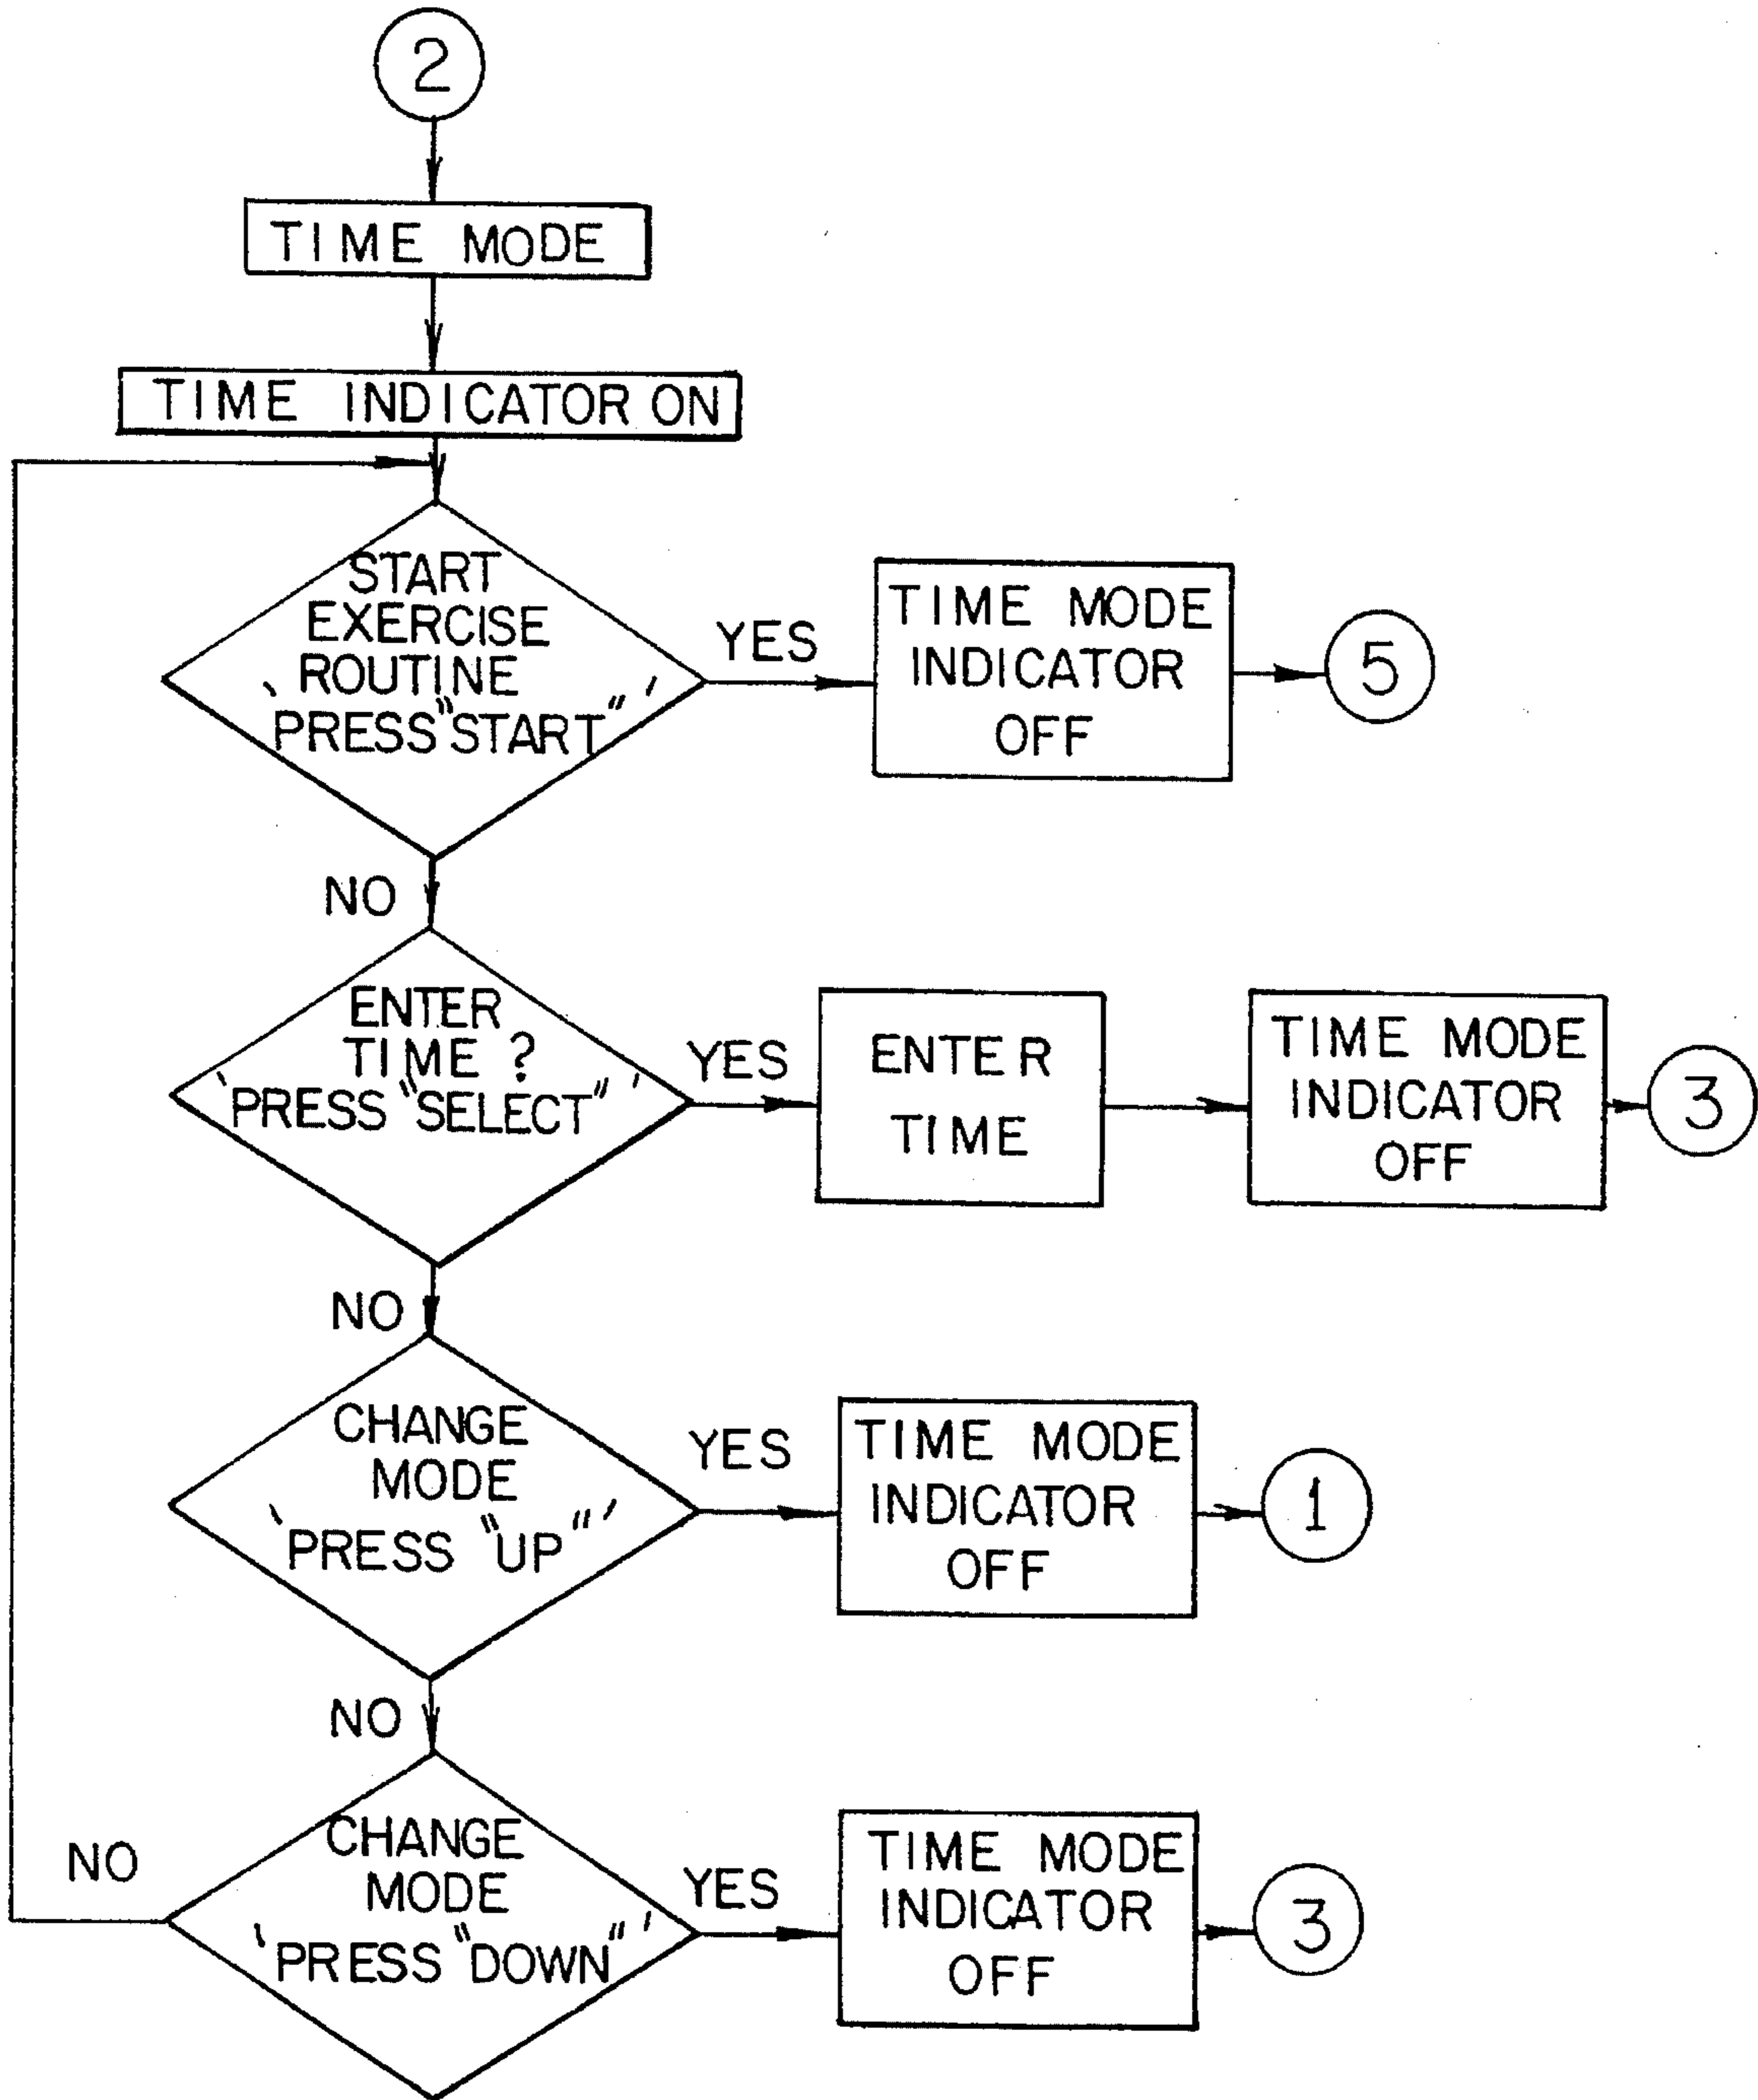 2
TIME MODE
TIME INDICATOR ON
START
EXERCISE
ROUTINE
'PRESS "START"'
YES
TIME MODE
INDICATOR
OFF
5
NO
ENTER
TIME ?
'PRESS "SELECT"'
YES
ENTER
TIME
TIME MODE
INDICATOR
OFF
3
NO
CHANGE
MODE
'PRESS "UP"'
YES
TIME MODE
INDICATOR
OFF
1
NO
CHANGE
MODE
'PRESS "DOWN"'
NO
YES
TIME MODE
INDICATOR
OFF
3